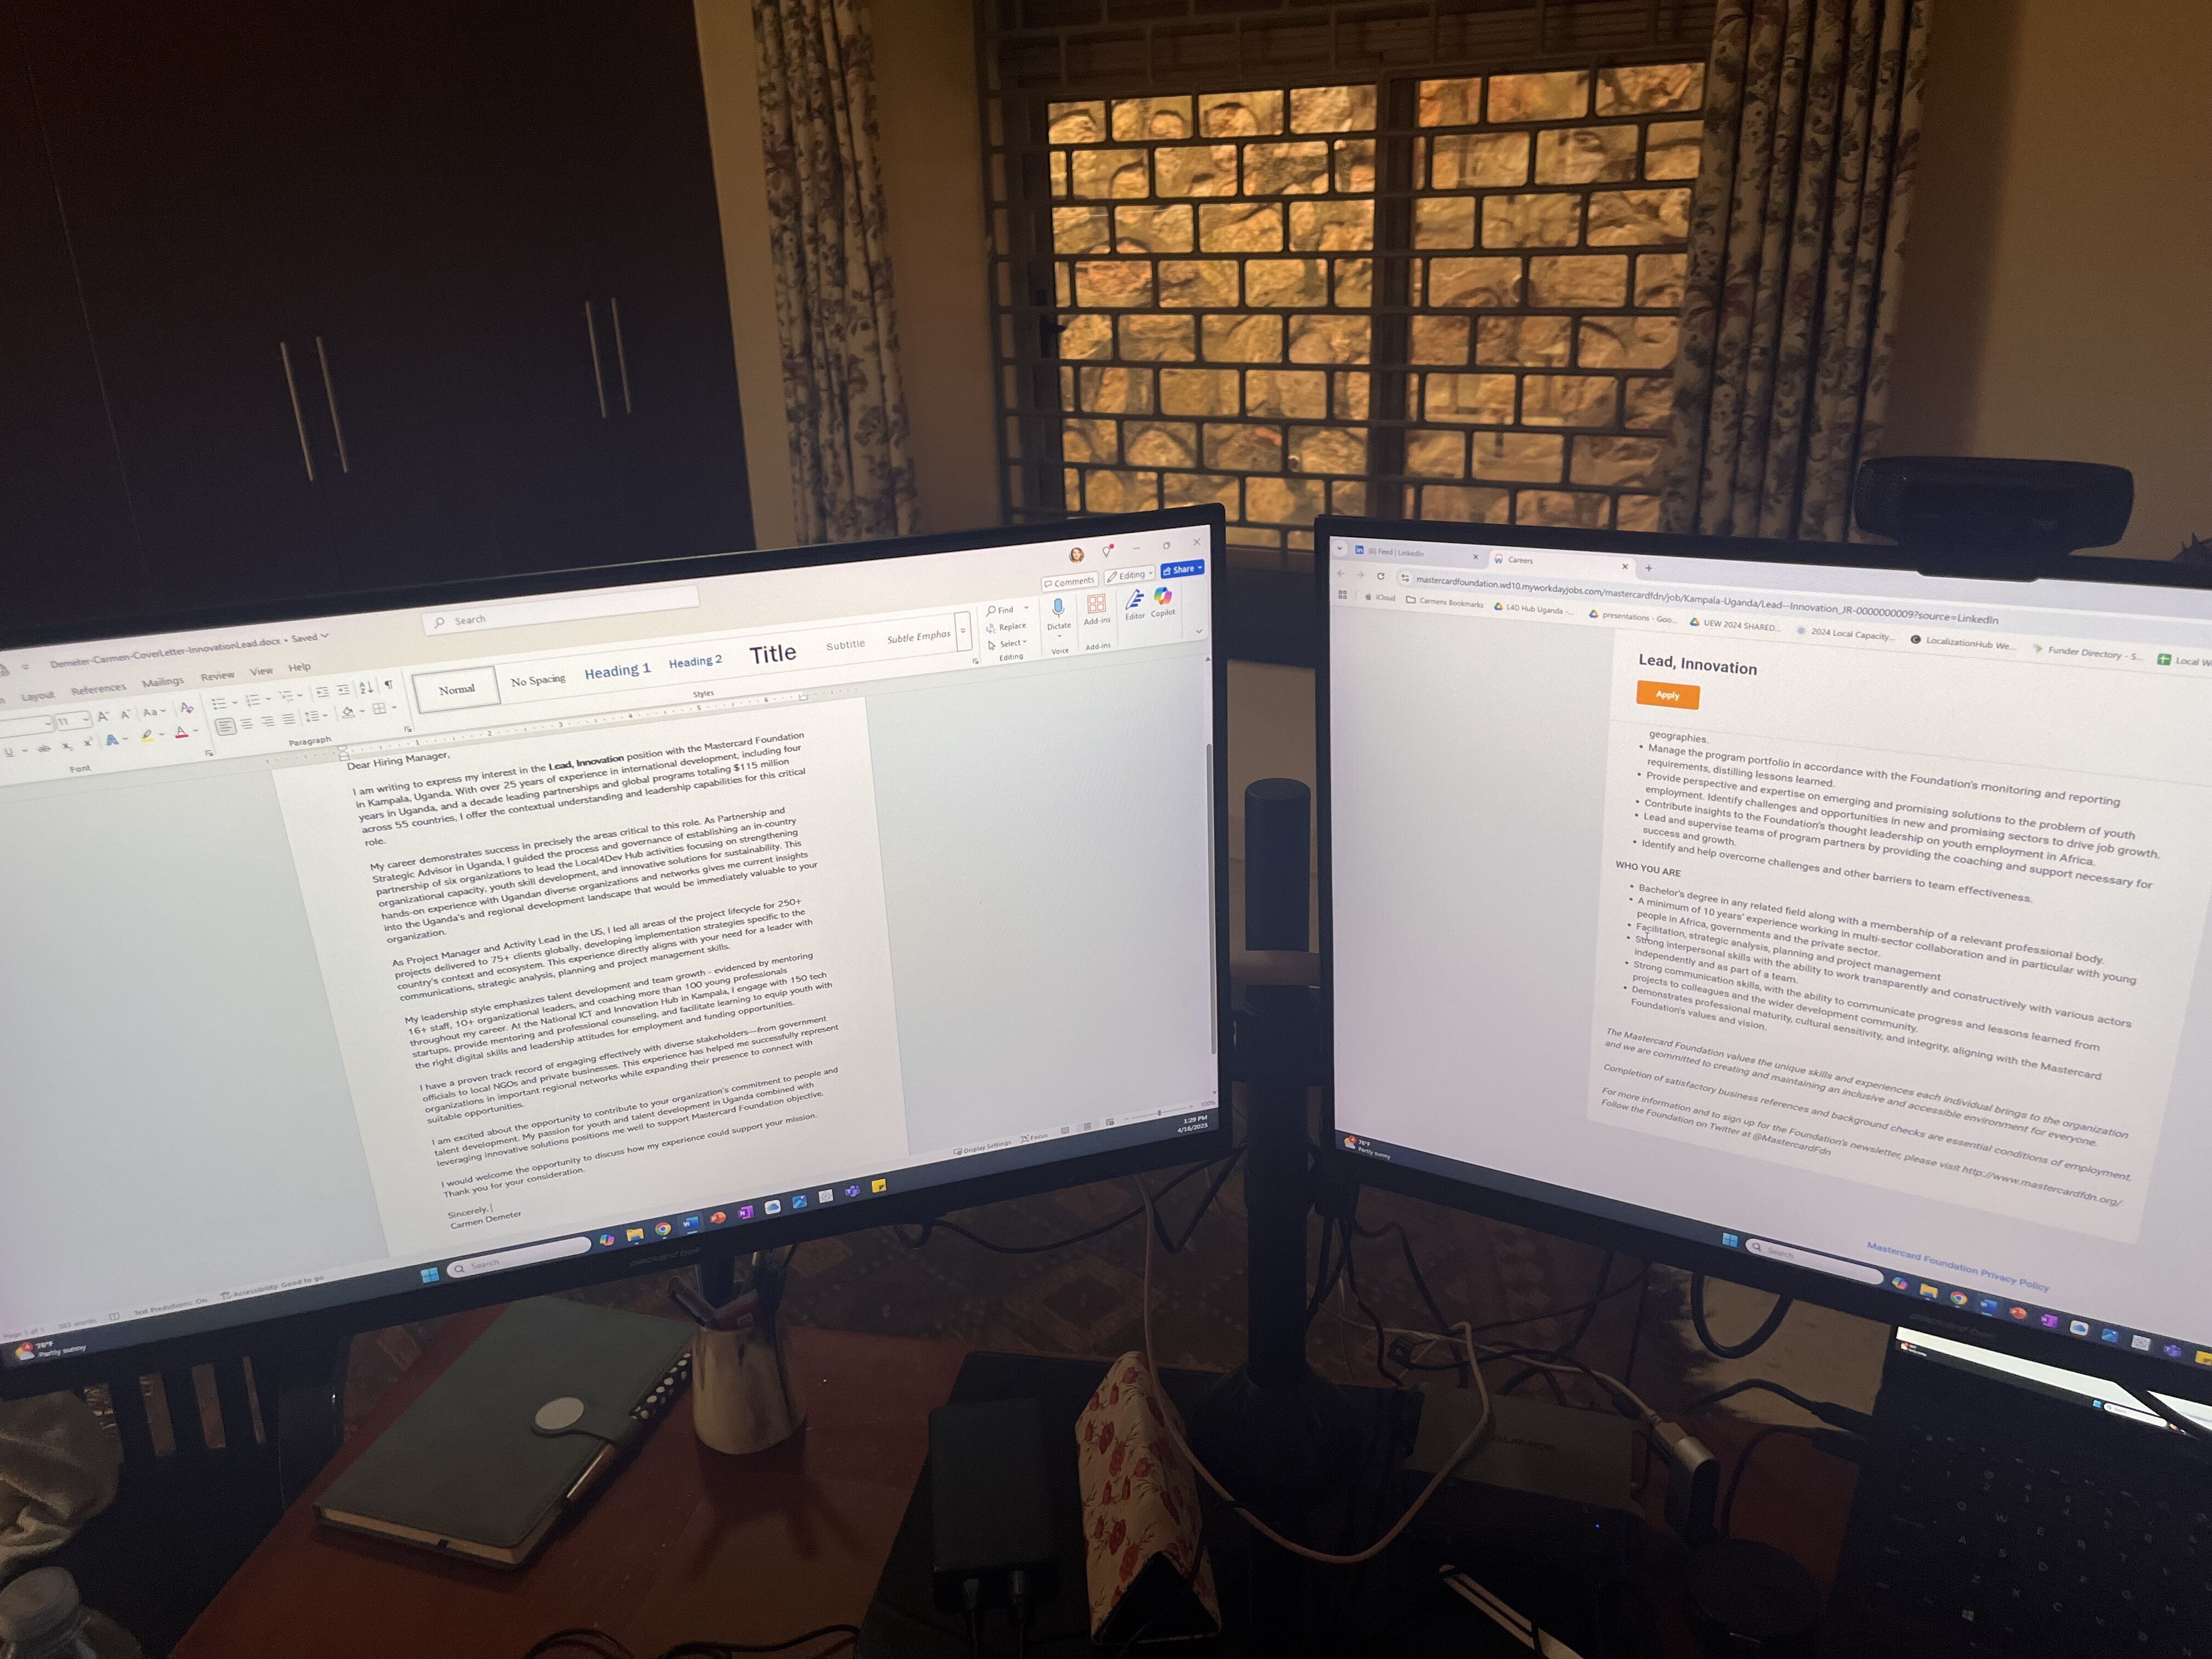 Search
Demeter-Carmen-CoverLetter-InnovationLead.docx • Saved
Layout References Mailings Review View Help
Comments Editing Share
11
Font
Paragraph
Normal
No Spacing
Heading 1
Heading 2
Title
Subtitle
Subtle Emphas
Styles
Find
Replace
Select
Editing
Dictate
Voice
Add-ins
Add-ins
Editor
Copilot
Dear Hiring Manager,
I am writing to express my interest in the Lead, Innovation position with the Mastercard Foundation
in Kampala, Uganda. With over 25 years of experience in international development, including four
years in Uganda, and a decade leading partnerships and global programs totaling $115 million
across 55 countries, I offer the contextual understanding and leadership capabilities for this critical
role.
My career demonstrates success in precisely the areas critical to this role. As Partnership and
Strategic Advisor in Uganda, I guided the process and governance of establishing an in-country
partnership of six organizations to lead the Local4Dev Hub activities focusing on strengthening
organizational capacity, youth skill development, and innovative solutions for sustainability. This
hands-on experience with Ugandan diverse organizations and networks gives me current insights
into the Uganda's and regional development landscape that would be immediately valuable to your
organization.
As Project Manager and Activity Lead in the US, I led all areas of the project lifecycle for 250+
projects delivered to 75+ clients globally, developing implementation strategies specific to the
country's context and ecosystem. This experience directly aligns with your need for a leader with
communications, strategic analysis, planning and project management skills.
My leadership style emphasizes talent development and team growth - evidenced by mentoring
16+ staff, 10+ organizational leaders, and coaching more than 100 young professionals
throughout my career. At the National ICT and Innovation Hub in Kampala, I engage with 150 tech
startups, provide mentoring and professional counseling, and facilitate learning to equip youth with
the right digital skills and leadership attitudes for employment and funding opportunities.
I have a proven track record of engaging effectively with diverse stakeholders—from government
officials to local NGOs and private businesses. This experience has helped me successfully represent
organizations in important regional networks while expanding their presence to connect with
suitable opportunities.
I am excited about the opportunity to contribute to your organization's commitment to people and
talent development. My passion for youth and talent development in Uganda combined with
leveraging innovative solutions positions me well to support Mastercard Foundation objective.
I would welcome the opportunity to discuss how my experience could support your mission.
Thank you for your consideration.
Sincerely,
Carmen Demeter
Page 1 of 1 383 words Text Predictions: On Accessibility: Good to go
Display Settings Focus 100%
76°F
Partly sunny
Search
1:29 PM
4/16/2025
packard bell
(6) Feed | LinkedIn
Careers
mastercardfoundation.wd10.myworkdayjobs.com/mastercardfdn/job/Kampala-Uganda/Lead--Innovation_JR-0000000009?source=LinkedIn
iCloud Carmens Bookmarks L4D Hub Uganda -... presentations - Goo... UEW 2024 SHARED... 2024 Local Capacity... LocalizationHub We... Funder Directory - S... Local W
Lead, Innovation
Apply
geographies.
• Manage the program portfolio in accordance with the Foundation's monitoring and reporting
requirements, distilling lessons learned.
• Provide perspective and expertise on emerging and promising solutions to the problem of youth
employment. Identify challenges and opportunities in new and promising sectors to drive job growth.
• Contribute insights to the Foundation's thought leadership on youth employment in Africa.
• Lead and supervise teams of program partners by providing the coaching and support necessary for
success and growth.
• Identify and help overcome challenges and other barriers to team effectiveness.
WHO YOU ARE
• Bachelor's degree in any related field along with a membership of a relevant professional body.
• A minimum of 10 years' experience working in multi-sector collaboration and in particular with young
people in Africa, governments and the private sector.
• Facilitation, strategic analysis, planning and project management
• Strong interpersonal skills with the ability to work transparently and constructively with various actors
independently and as part of a team.
• Strong communication skills, with the ability to communicate progress and lessons learned from
projects to colleagues and the wider development community.
• Demonstrates professional maturity, cultural sensitivity, and integrity, aligning with the Mastercard
Foundation's values and vision.
The Mastercard Foundation values the unique skills and experiences each individual brings to the organization
and we are committed to creating and maintaining an inclusive and accessible environment for everyone.
Completion of satisfactory business references and background checks are essential conditions of employment.
For more information and to sign up for the Foundation's newsletter, please visit http://www.mastercardfdn.org/
Follow the Foundation on Twitter at @MastercardFdn
Mastercard Foundation Privacy Policy
76°F
Partly sunny
Search